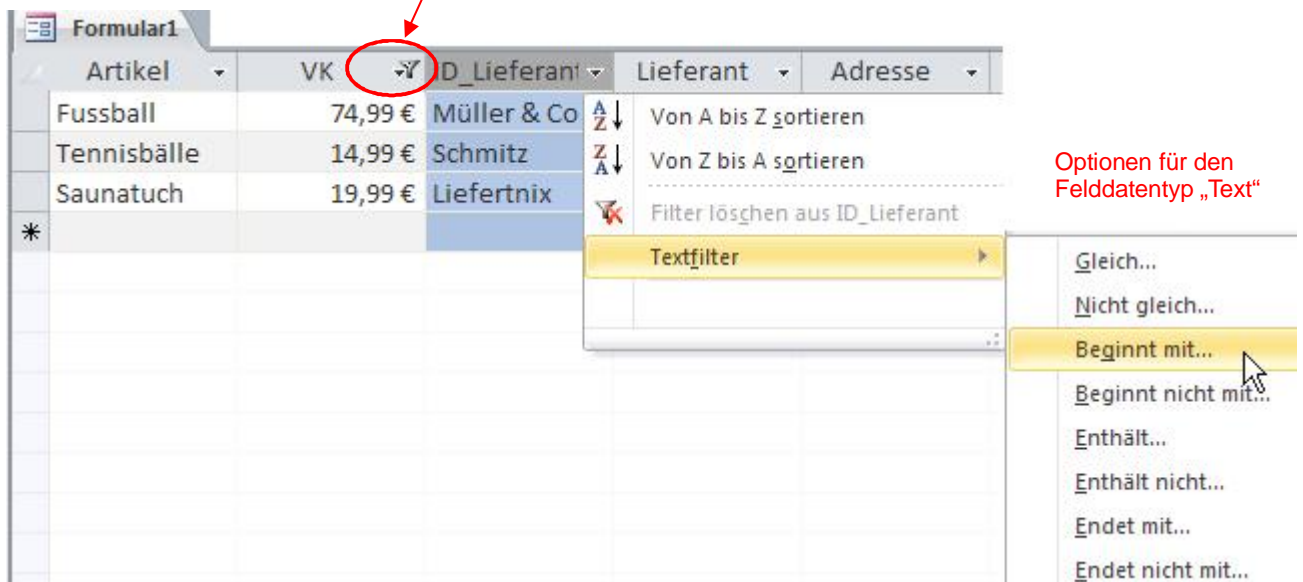 Formular1
Artikel VK ID_Lieferant Lieferant Adresse
Fussball 74,99 € Müller & Co
Tennisbälle 14,99 € Schmitz
Saunatuch 19,99 € Liefertnix
Von A bis Z sortieren
Von Z bis A sortieren
Filter löschen aus ID_Lieferant
Textfilter
Optionen für den
Felddatentyp „Text“
Gleich...
Nicht gleich...
Beginnt mit...
Beginnt nicht mit...
Enthält...
Enthält nicht...
Endet mit...
Endet nicht mit...